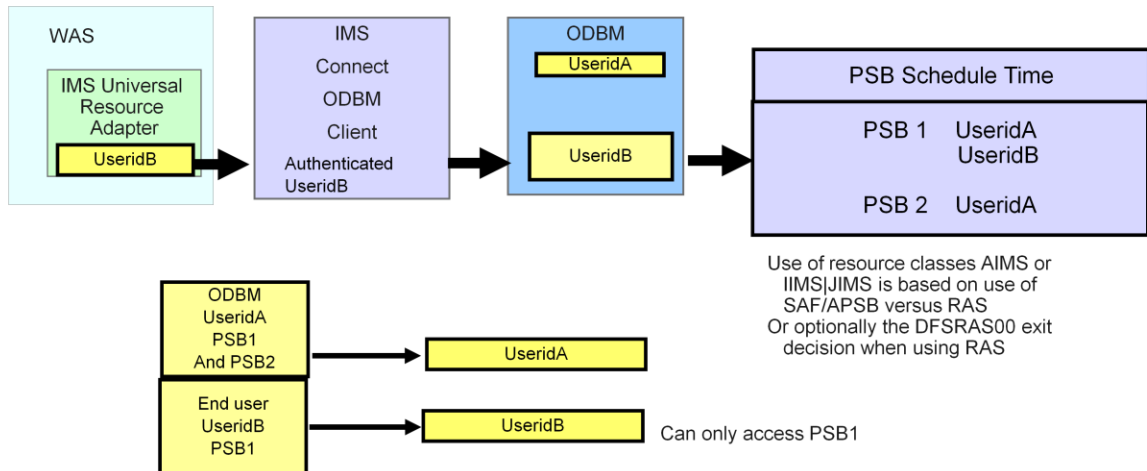 WAS
IMS Universal
Resource
Adapter
UseridB
IMS
Connect
ODBM
Client
Authenticated
UseridB
ODBM
UseridA
UseridB
PSB Schedule Time
PSB 1 UseridA
UseridB
PSB 2 UseridA
Use of resource classes AIMS or
IIMS|JIMS is based on use of
SAF/APSB versus RAS
Or optionally the DFSRAS00 exit
decision when using RAS
ODBM
UseridA
PSB1
And PSB2
UseridA
End user
UseridB
PSB1
UseridB
Can only access PSB1